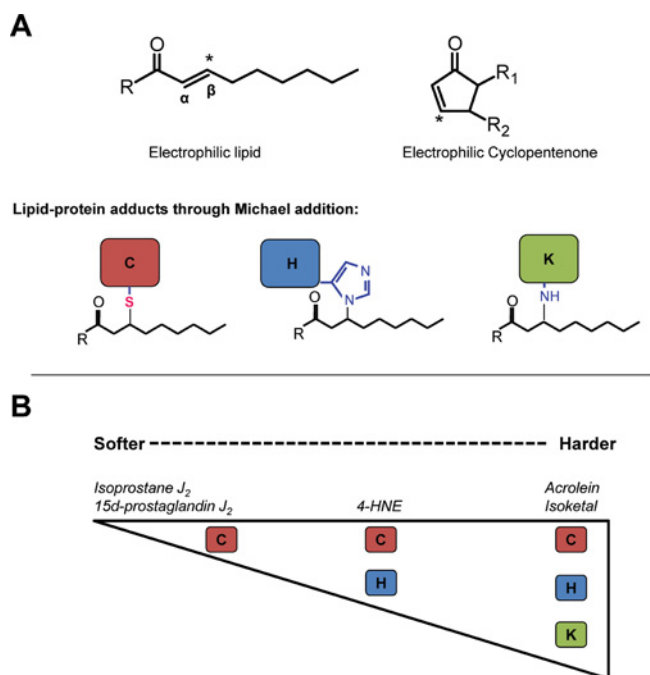 A
O
R
α
β
*
Electrophilic lipid
O
R1
R2
*
Electrophilic Cyclopentenone
Lipid-protein adducts through Michael addition:
C
S
O
R
H
N
N
O
R
K
NH
O
R
B
Softer
Harder
Isoprostane J2
15d-prostaglandin J2
4-HNE
Acrolein
Isoketal
C
C
C
H
H
K